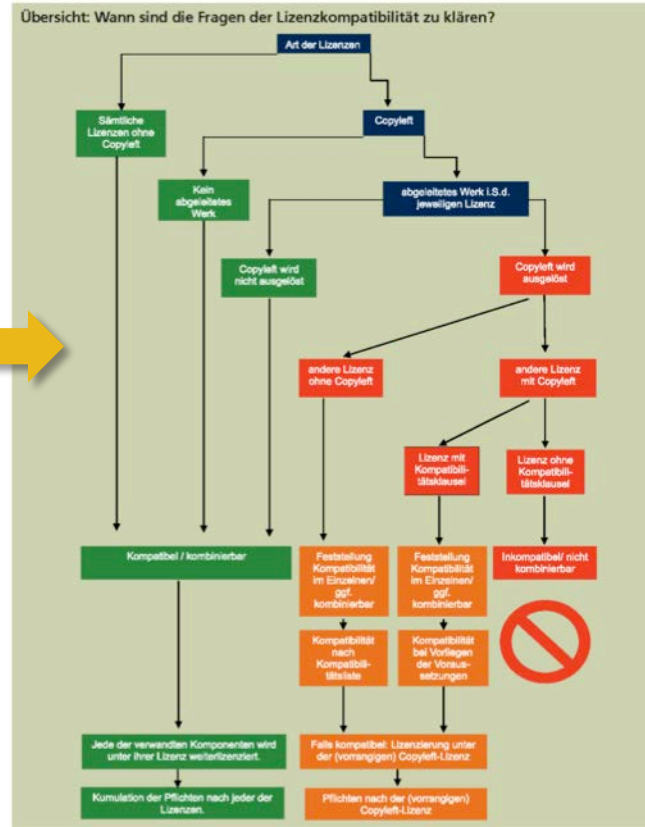 Übersicht: Wann sind die Fragen der Lizenzkompatibilität zu klären?
Art der Lizenzen
Sämtliche
Lizenzen ohne
Copyleft
Copyleft
Kein
abgeleitetes
Werk
abgeleitetes Werk i.S.d.
jeweiligen Lizenz
Copyleft wird
nicht ausgelöst
Copyleft wird
ausgelöst
andere Lizenz
ohne Copyleft
andere Lizenz
mit Copyleft
Lizenz mit
Kompatibili-
tätsklausel
Lizenz ohne
Kompatibili-
tätsklausel
Kompatibel / kombinierbar
Feststellung
Kompatibilität
im Einzelnen/
ggf.
kombinierbar
Feststellung
Kompatibilität
im Einzelnen/
ggf.
kombinierbar
Inkompatibel/ nicht
kombinierbar
Kompatibilität
nach
Kompatibili-
tätsliste
Kompatibilität
bei Vorliegen
der Voraus-
setzungen
Jede der verwandten Komponenten wird
unter ihrer Lizenz weiterlizenziert.
Falls kompatibel: Lizenzierung unter
der (vorrangigen) Copyleft-Lizenz
Kumulation der Pflichten nach jeder der
Lizenzen.
Pflichten nach der (vorrangigen)
Copyleft-Lizenz